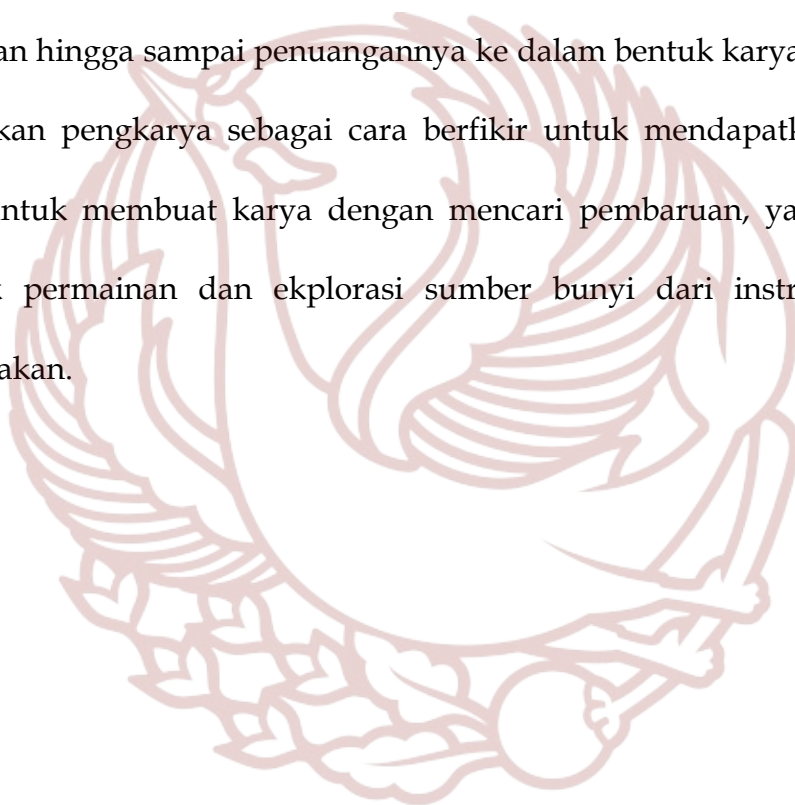 an hingga sampai penuangannya ke dalam bentuk karya
kan pengkarya sebagai cara berfikir untuk mendapatk
ntuk membuat karya dengan mencari pembaruan, ya
k permainan dan ekplorasi sumber bunyi dari instr
akan.